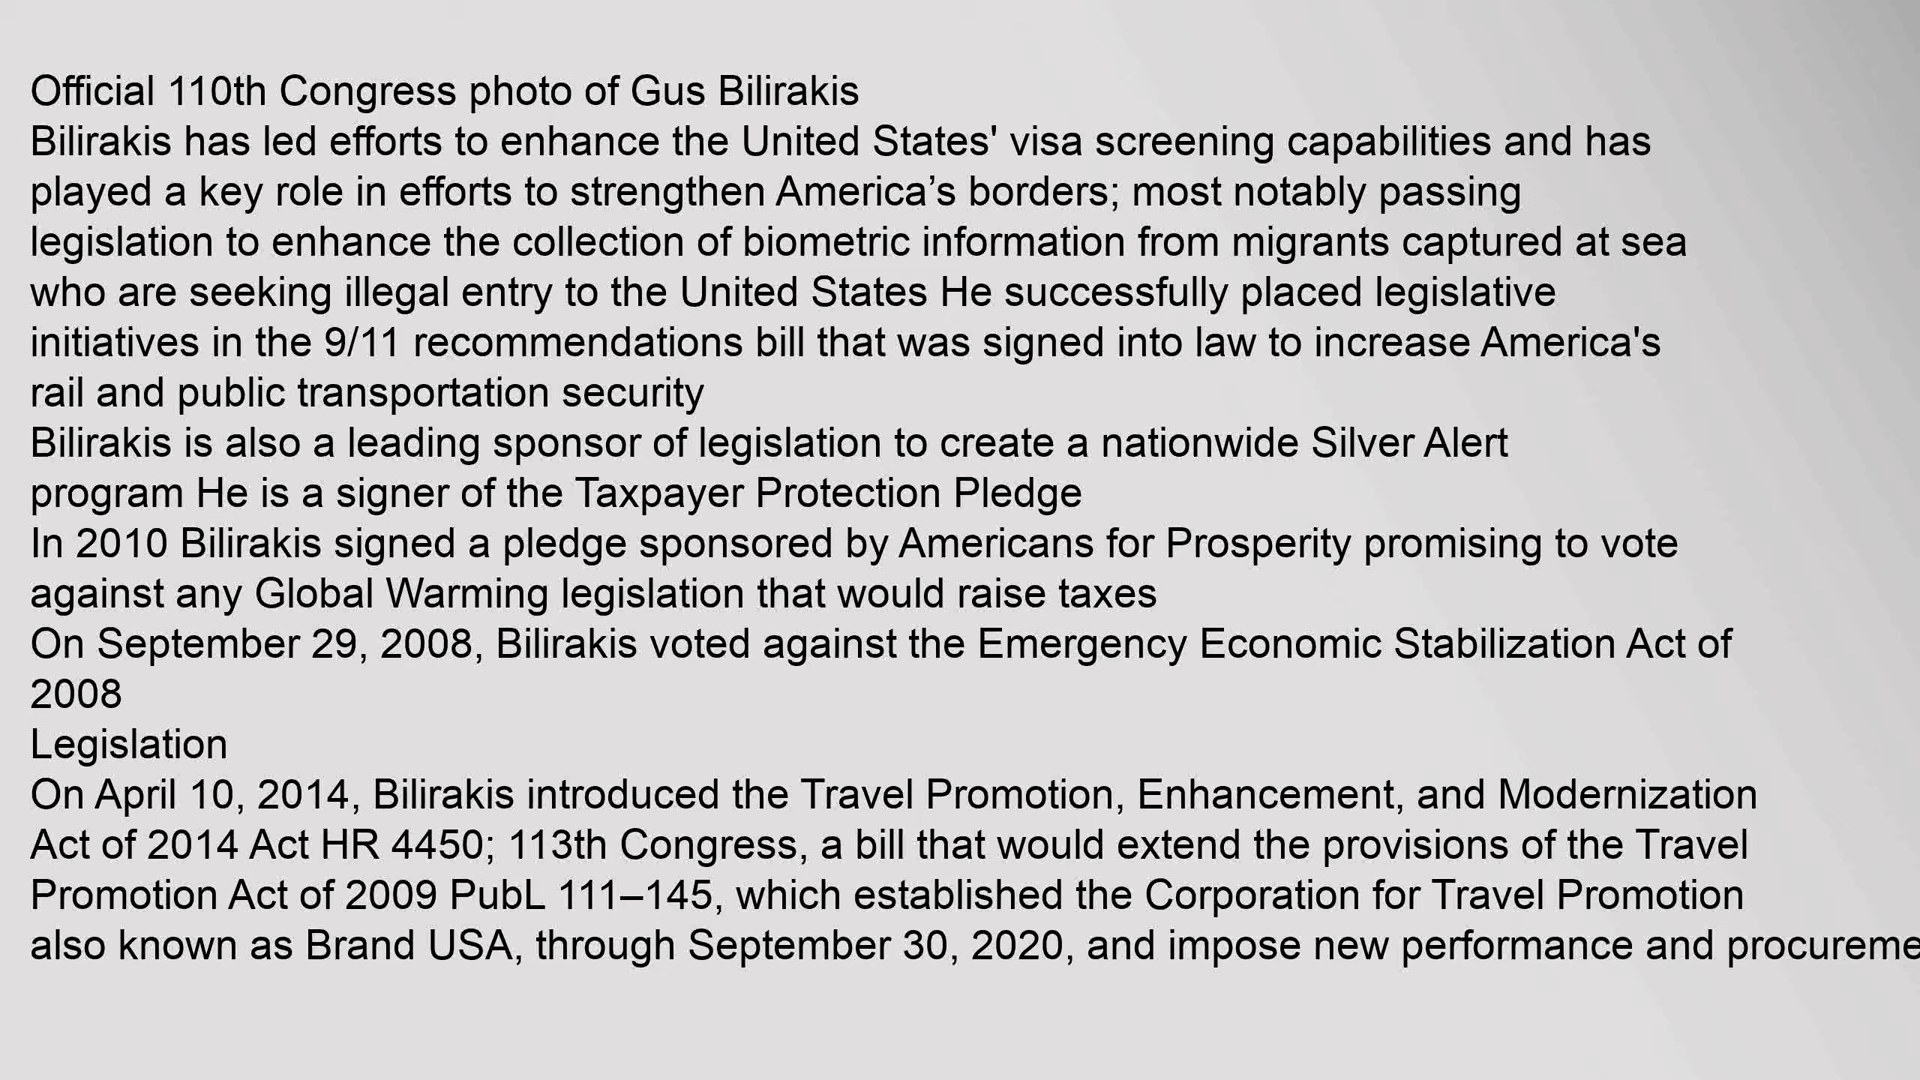 Official 110th Congress photo of Gus Bilirakis
Bilirakis has led efforts to enhance the United States' visa screening capabilities and has
played a key role in efforts to strengthen America’s borders; most notably passing
legislation to enhance the collection of biometric information from migrants captured at sea
who are seeking illegal entry to the United States He successfully placed legislative
initiatives in the 9/11 recommendations bill that was signed into law to increase America's
rail and public transportation security
Bilirakis is also a leading sponsor of legislation to create a nationwide Silver Alert
program He is a signer of the Taxpayer Protection Pledge
In 2010 Bilirakis signed a pledge sponsored by Americans for Prosperity promising to vote
against any Global Warming legislation that would raise taxes
On September 29, 2008, Bilirakis voted against the Emergency Economic Stabilization Act of
2008
Legislation
On April 10, 2014, Bilirakis introduced the Travel Promotion, Enhancement, and Modernization
Act of 2014 Act HR 4450; 113th Congress, a bill that would extend the provisions of the Travel
Promotion Act of 2009 PubL 111–145, which established the Corporation for Travel Promotion
also known as Brand USA, through September 30, 2020, and impose new performance and procureme